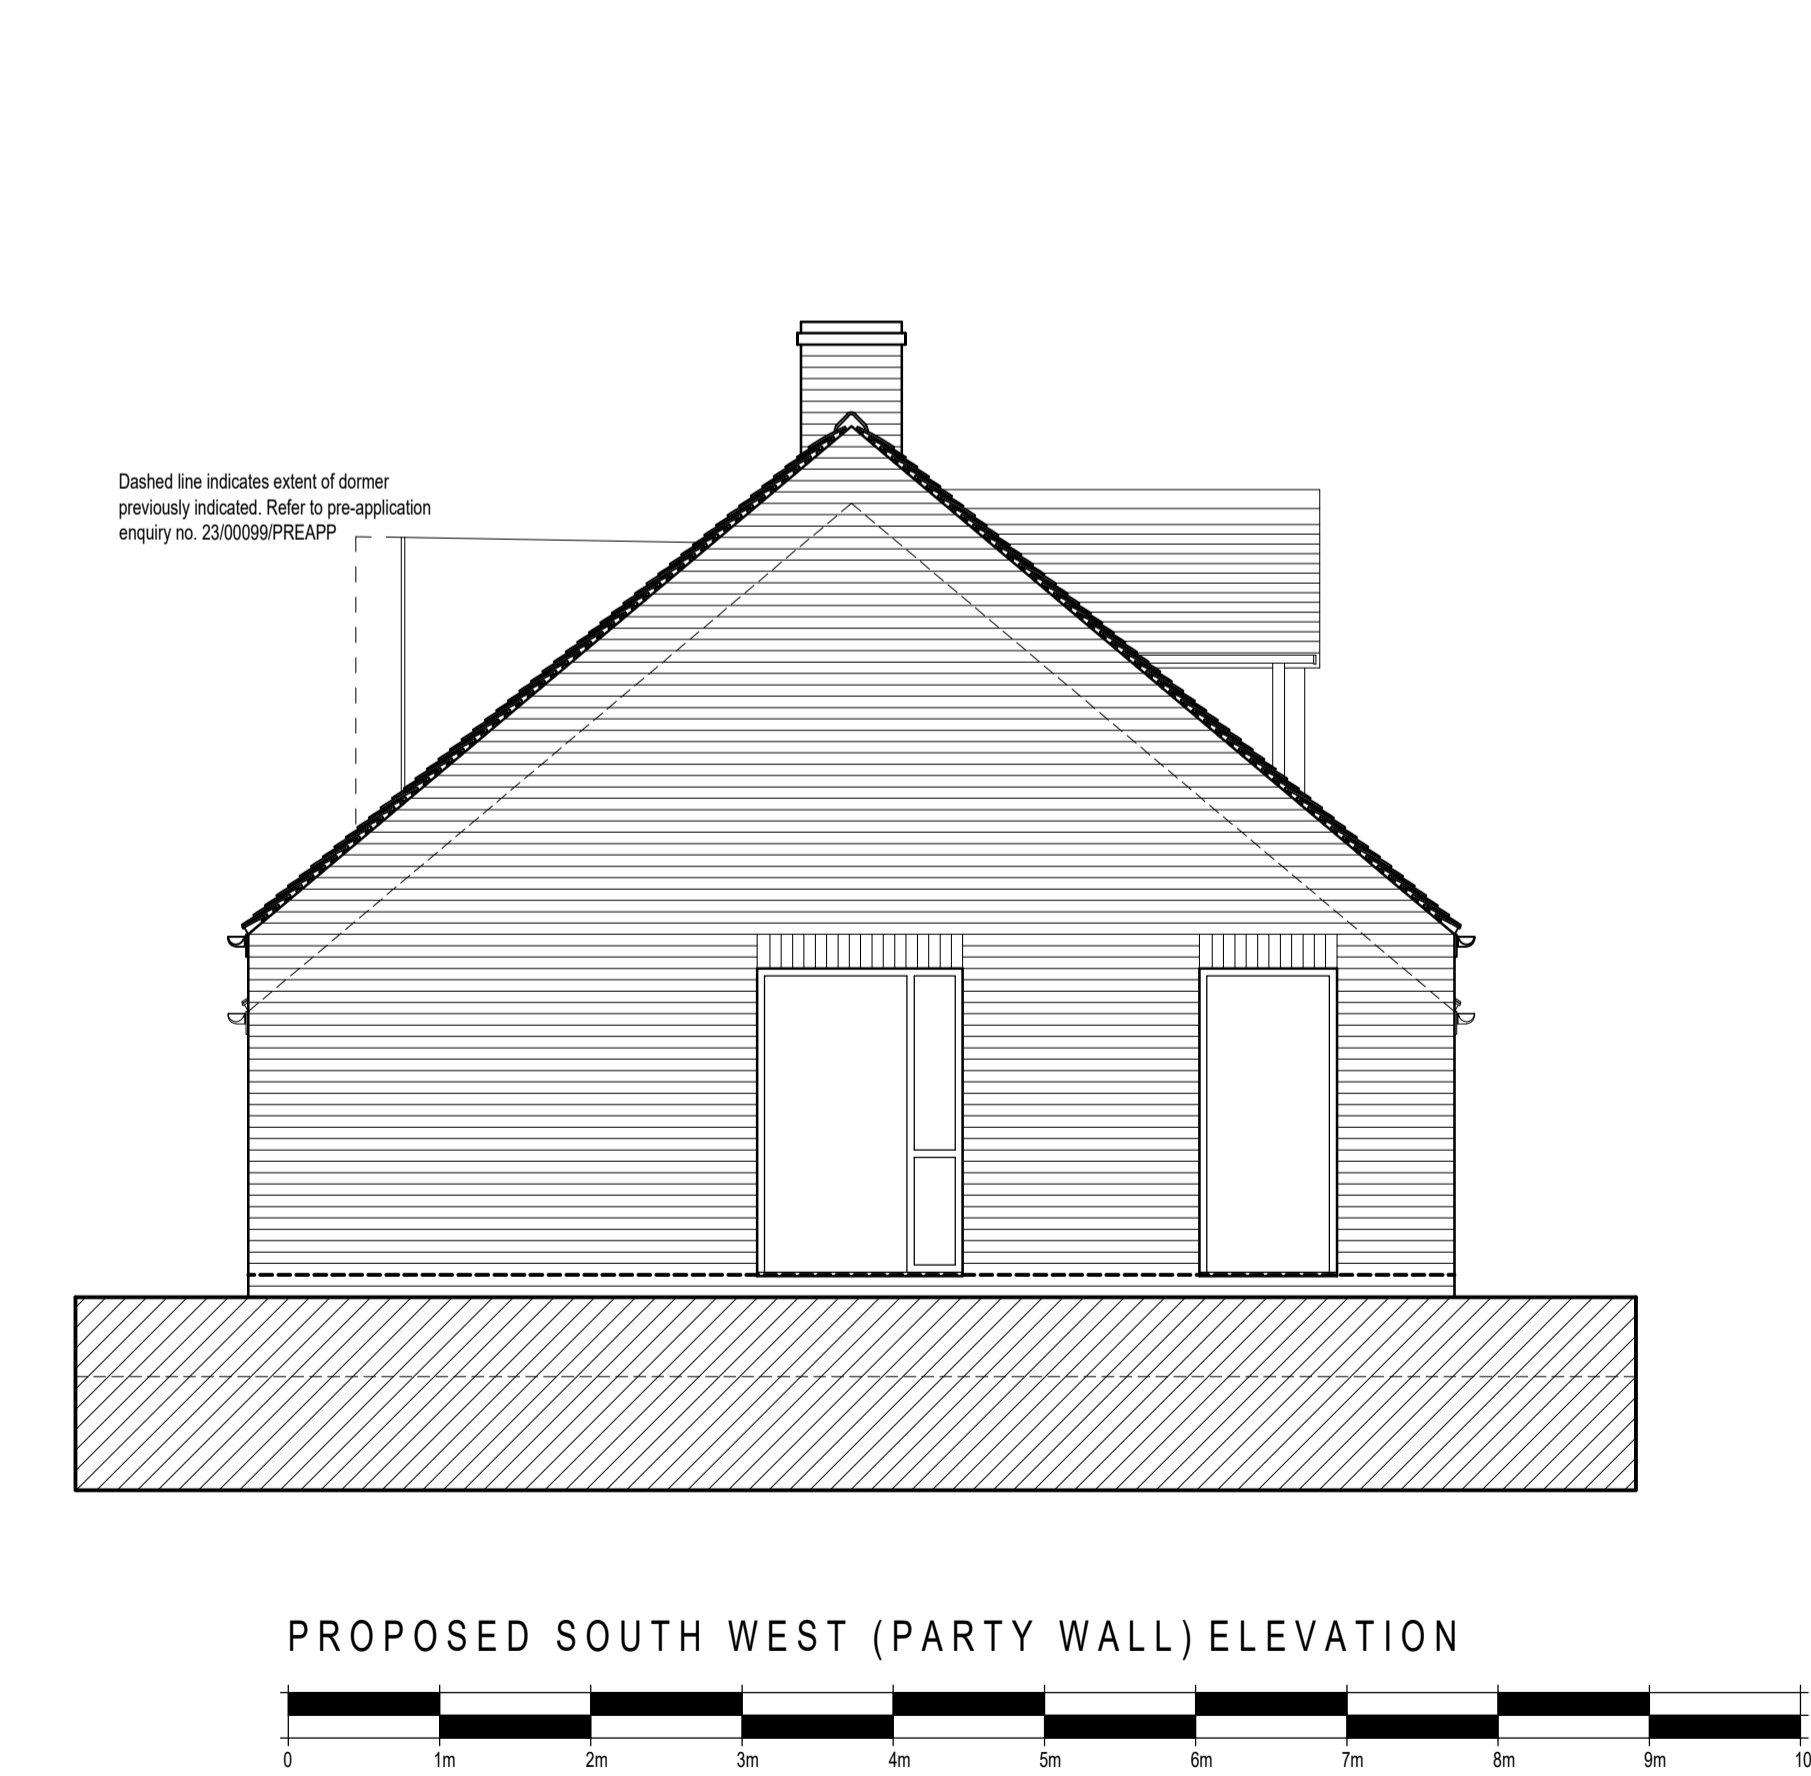 Dashed line indicates extent of dormer
previously indicated. Refer to pre-application
enquiry no. 23/00099/PREAPP
PROPOSED SOUTH WEST (PARTY WALL) ELEVATION
0 1m 2m 3m 4m 5m 6m 7m 8m 9m 10